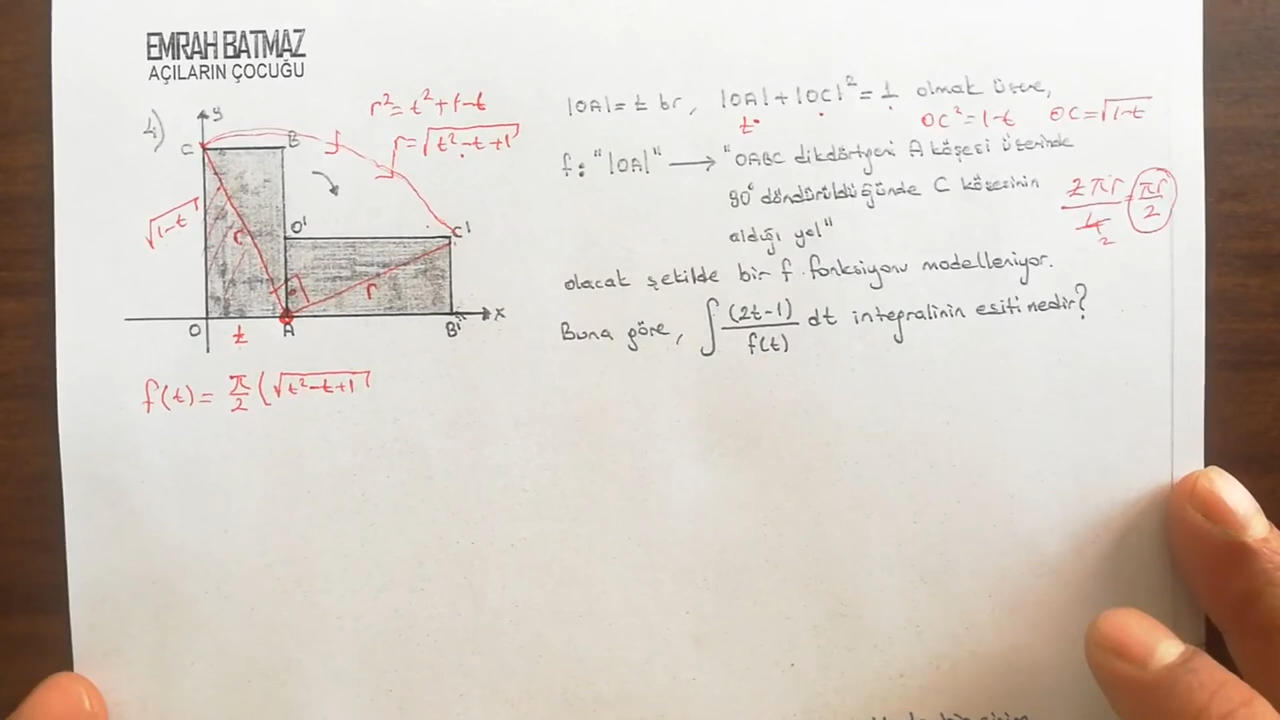 EMRAH BATMAZ
AÇILARIN ÇOCUĞU
4)
y
C
B
O'
C'
O
A
B'
x
t
√1-t
r
r
r² = t² + 1 - t
r = √t² - t + 1
f(t) = π/2 (√t² - t + 1
|OA| = t br, |OA| + |OC|² = 1 olmak üzere,
t
OC² = 1-t OC = √1-t
f: "|OA|" → "OABC dikdörtgeni A köşesi üzerinde
90° döndürüldüğünde C köşesinin
aldığı yol"
2πr/4 = πr/2
2
olacak şekilde bir f fonksiyonu modelleniyor.
Buna göre, ∫ (2t-1)/f(t) dt integralinin eşiti nedir?